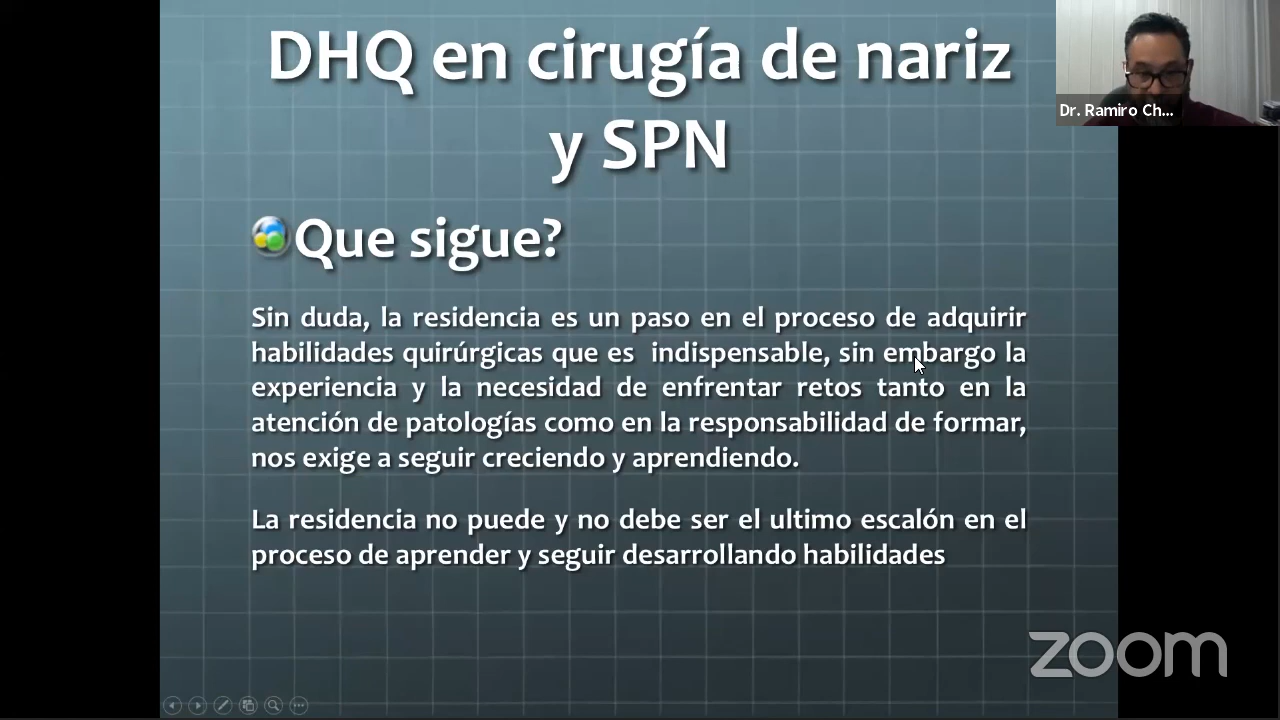 DHQ en cirugía de nariz
y SPN
Dr. Ramiro Ch...
Que sigue?
Sin duda, la residencia es un paso en el proceso de adquirir
habilidades quirúrgicas que es indispensable, sin embargo la
experiencia y la necesidad de enfrentar retos tanto en la
atención de patologías como en la responsabilidad de formar,
nos exige a seguir creciendo y aprendiendo.
La residencia no puede y no debe ser el ultimo escalón en el
proceso de aprender y seguir desarrollando habilidades
zoom